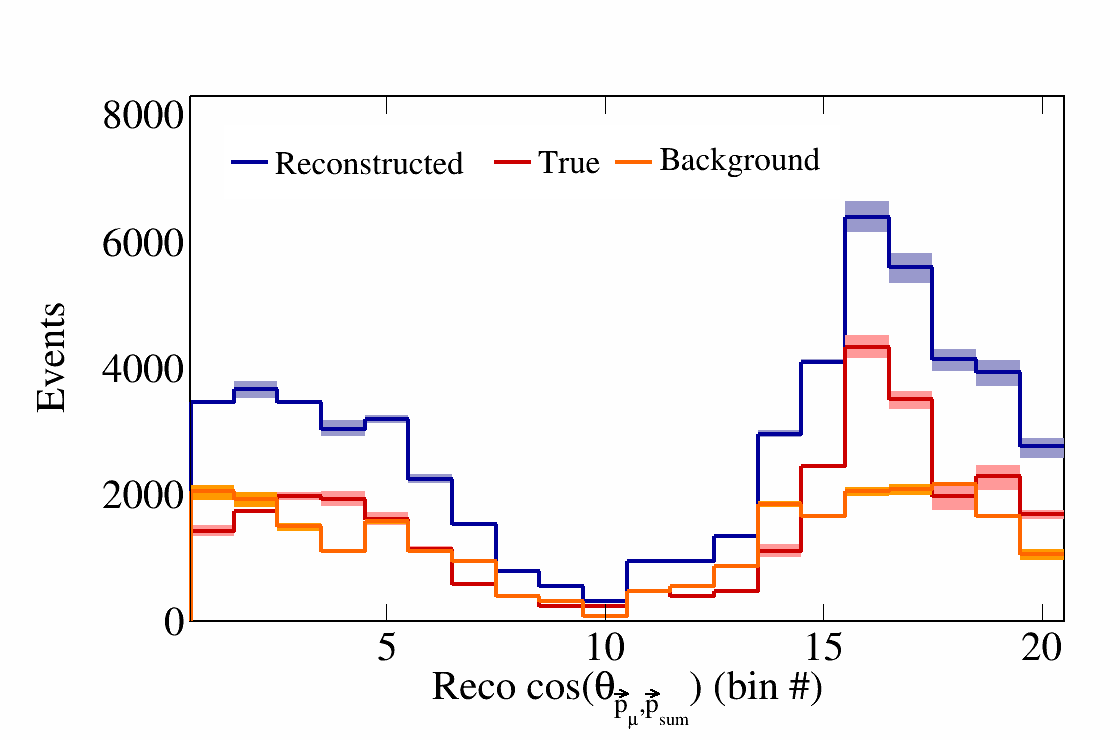 8000
Reconstructed True Background
6000
Events
4000
2000
0
5 10 15 20
Reco cos(θ p⃗μ,p⃗sum) (bin #)